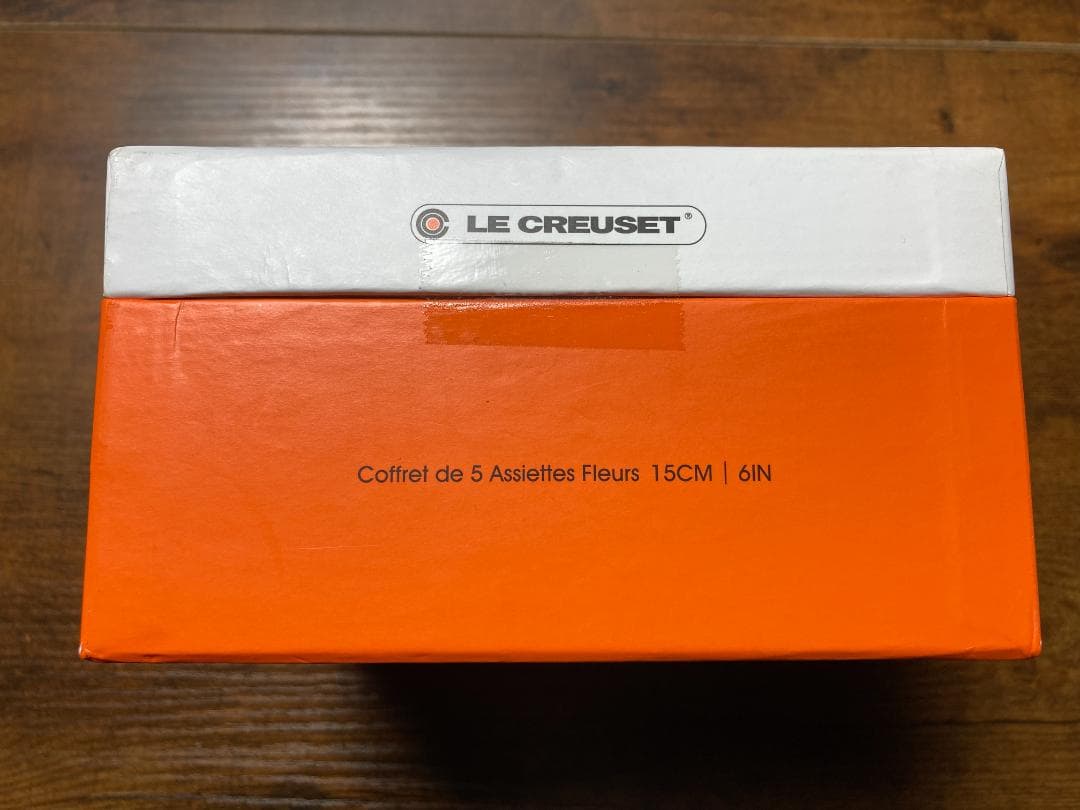 LE CREUSET®
Coffret de 5 Assiettes Fleurs 15CM | 6IN